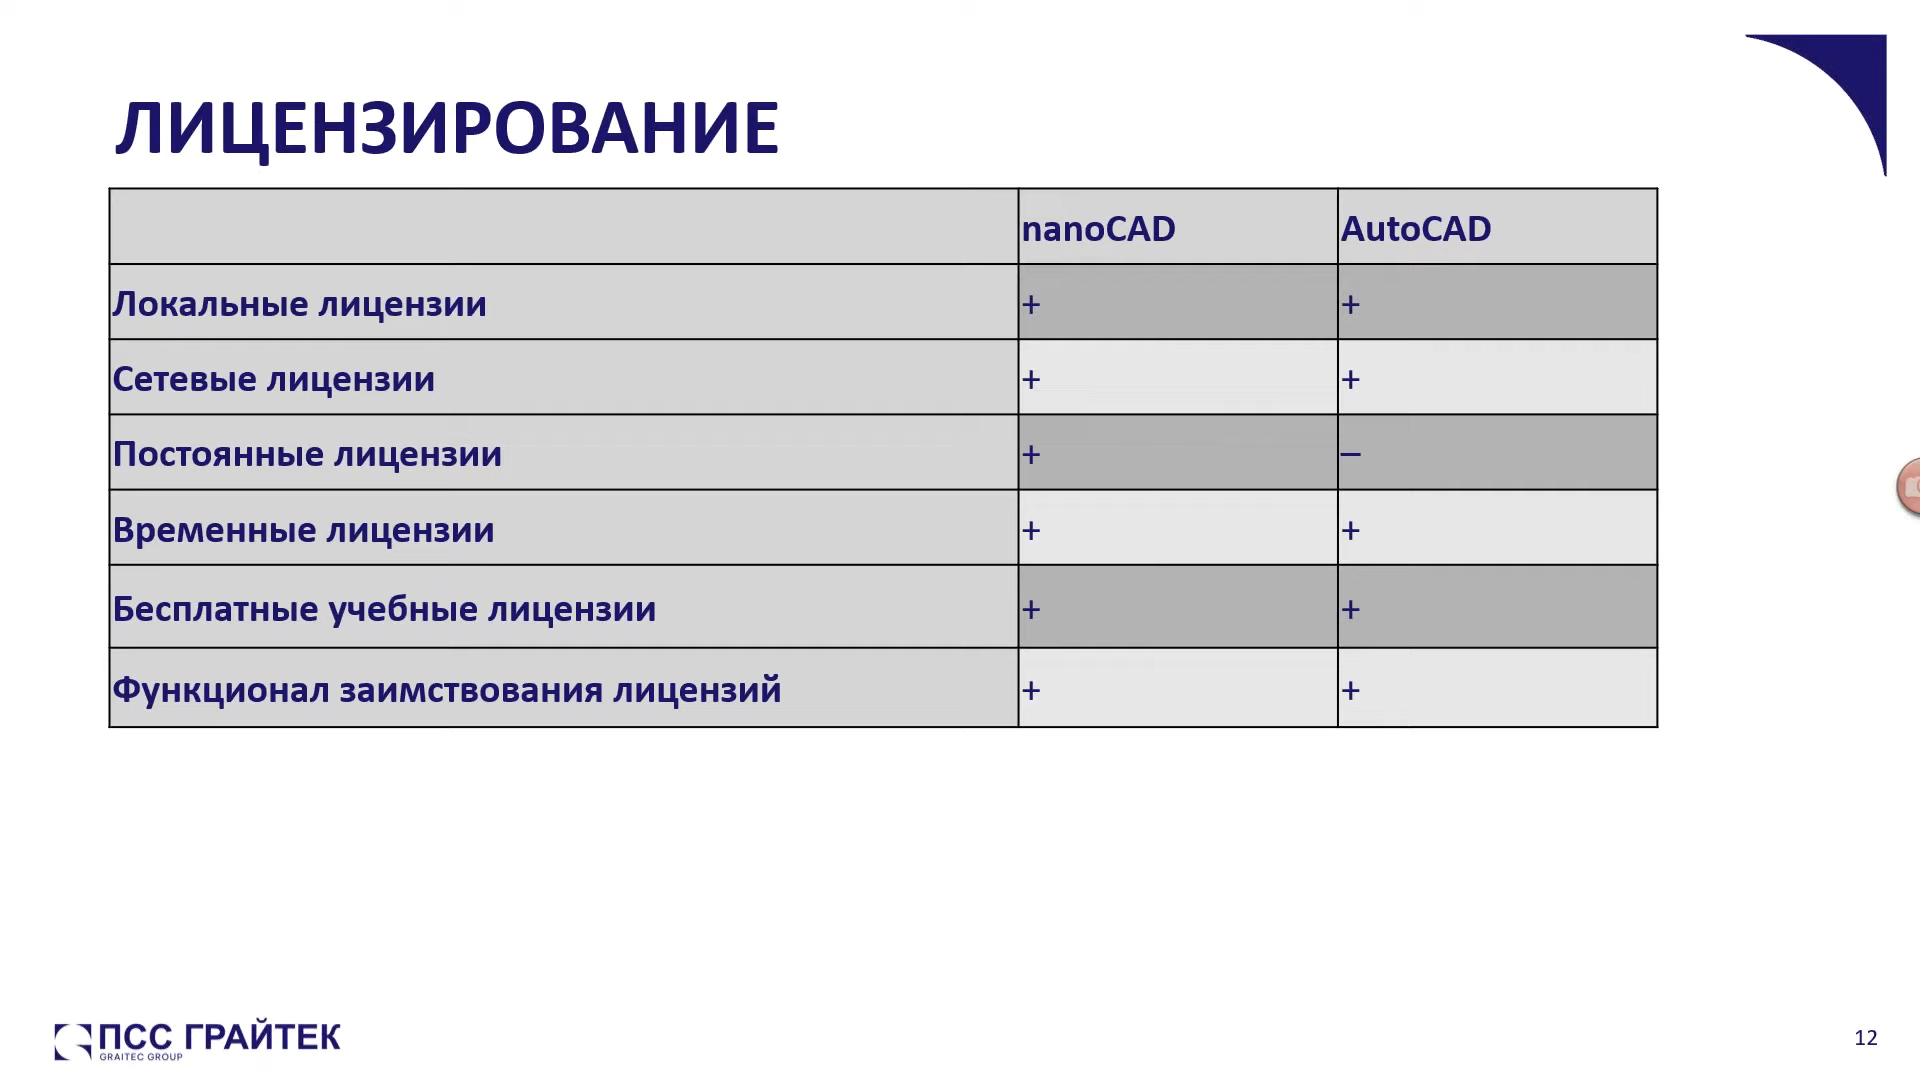 ЛИЦЕНЗИРОВАНИЕ
nanoCAD AutoCAD
Локальные лицензии + +
Сетевые лицензии + +
Постоянные лицензии + –
Временные лицензии + +
Бесплатные учебные лицензии + +
Функционал заимствования лицензий + +
ПСС ГРАЙТЕК
GRAITEC GROUP
12